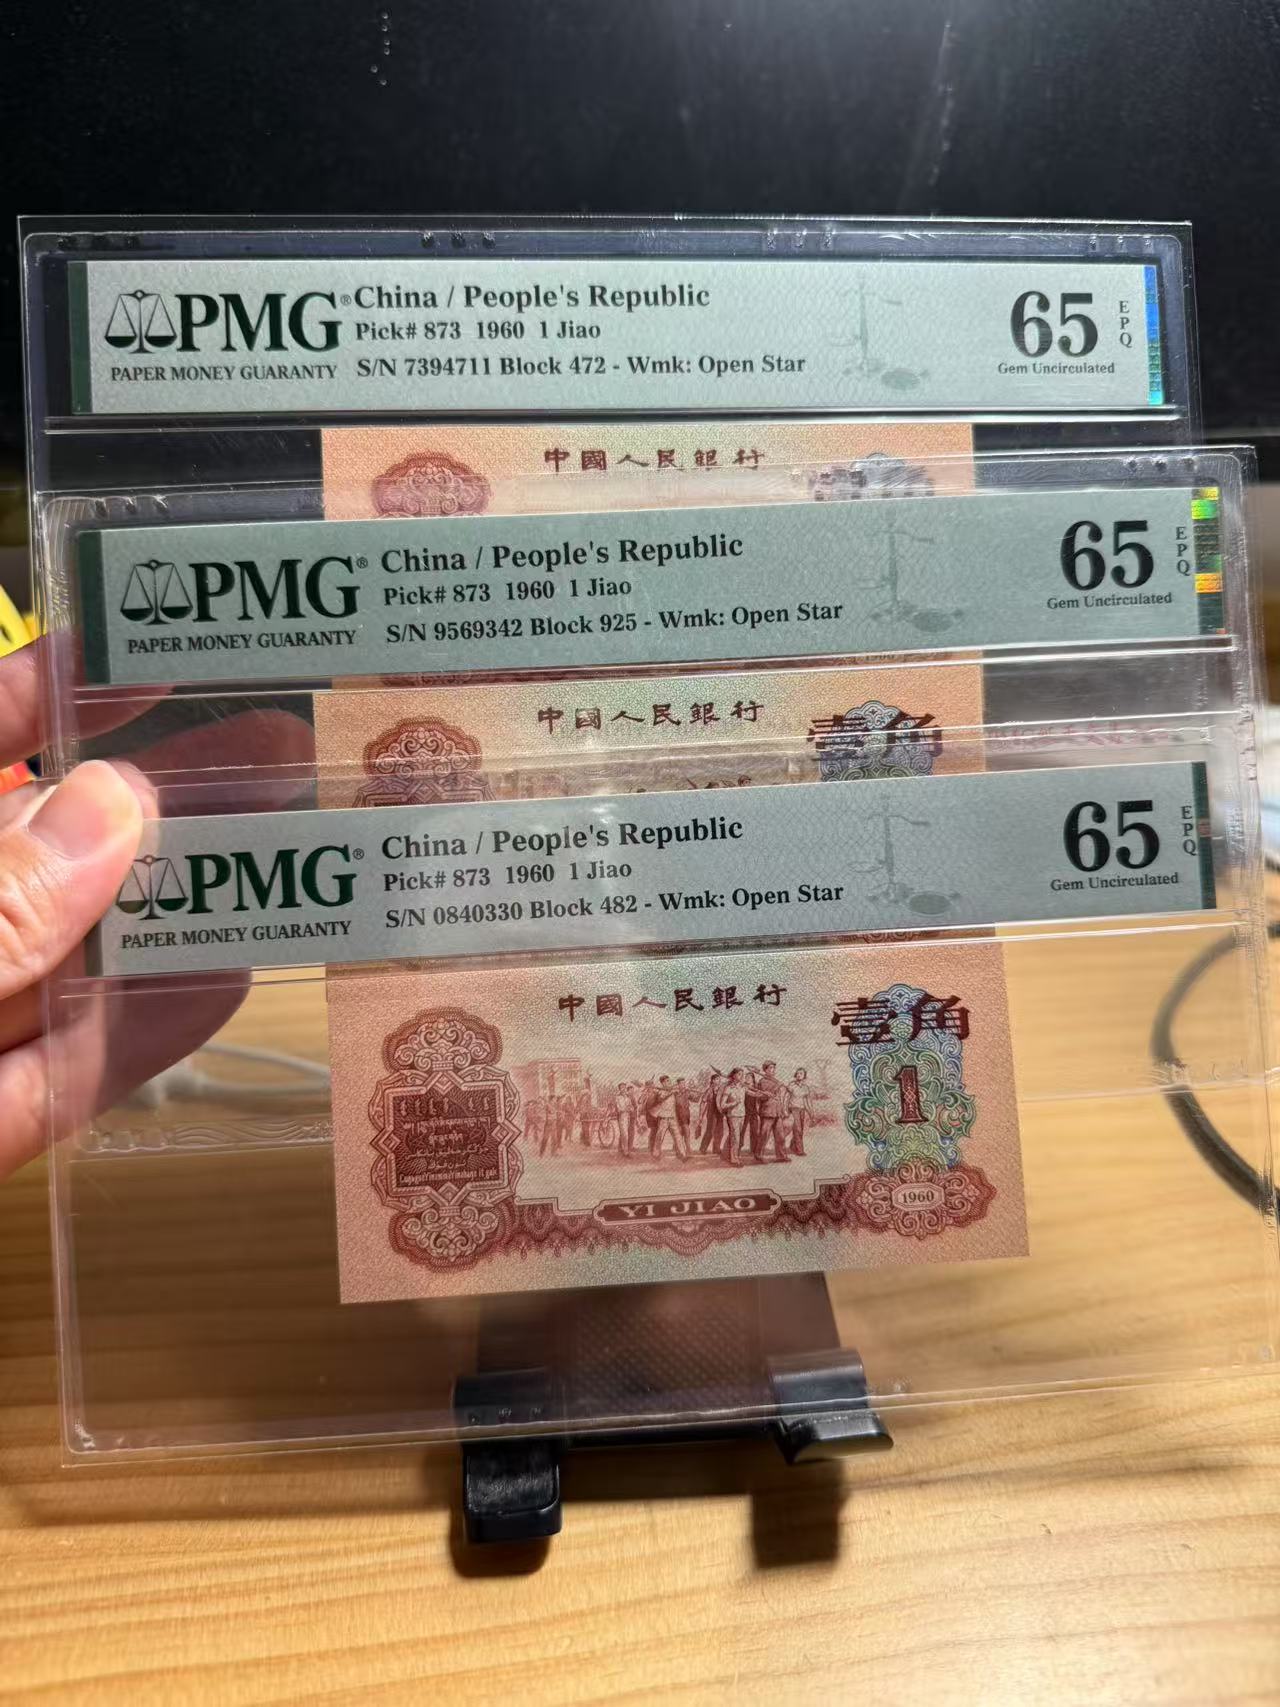 PMG®
PAPER MONEY GUARANTY
China / People's Republic
Pick# 873 1960 1 Jiao
S/N 7394711 Block 472 - Wmk: Open Star
65
EPQ
Gem Uncirculated
中國人民銀行
PMG®
PAPER MONEY GUARANTY
China / People's Republic
Pick# 873 1960 1 Jiao
S/N 9569342 Block 925 - Wmk: Open Star
65
EPQ
Gem Uncirculated
1960
中國人民銀行
壹角
PMG®
PAPER MONEY GUARANTY
China / People's Republic
Pick# 873 1960 1 Jiao
S/N 0840330 Block 482 - Wmk: Open Star
65
EPQ
Gem Uncirculated
中國人民銀行
壹角
1
YI JIAO
1960